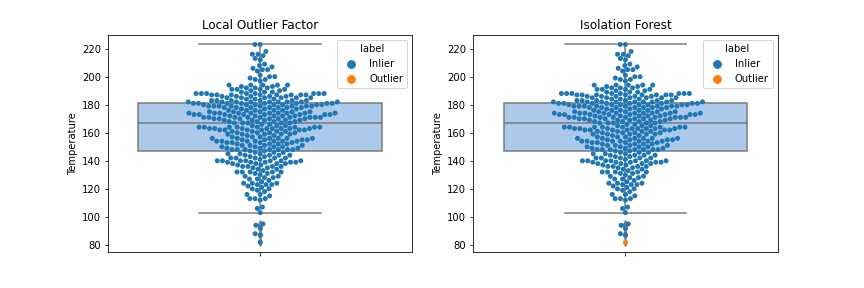 Local Outlier Factor
Temperature
220
200
180
160
140
120
100
80
label
Inlier
Outlier
Isolation Forest
Temperature
220
200
180
160
140
120
100
80
label
Inlier
Outlier